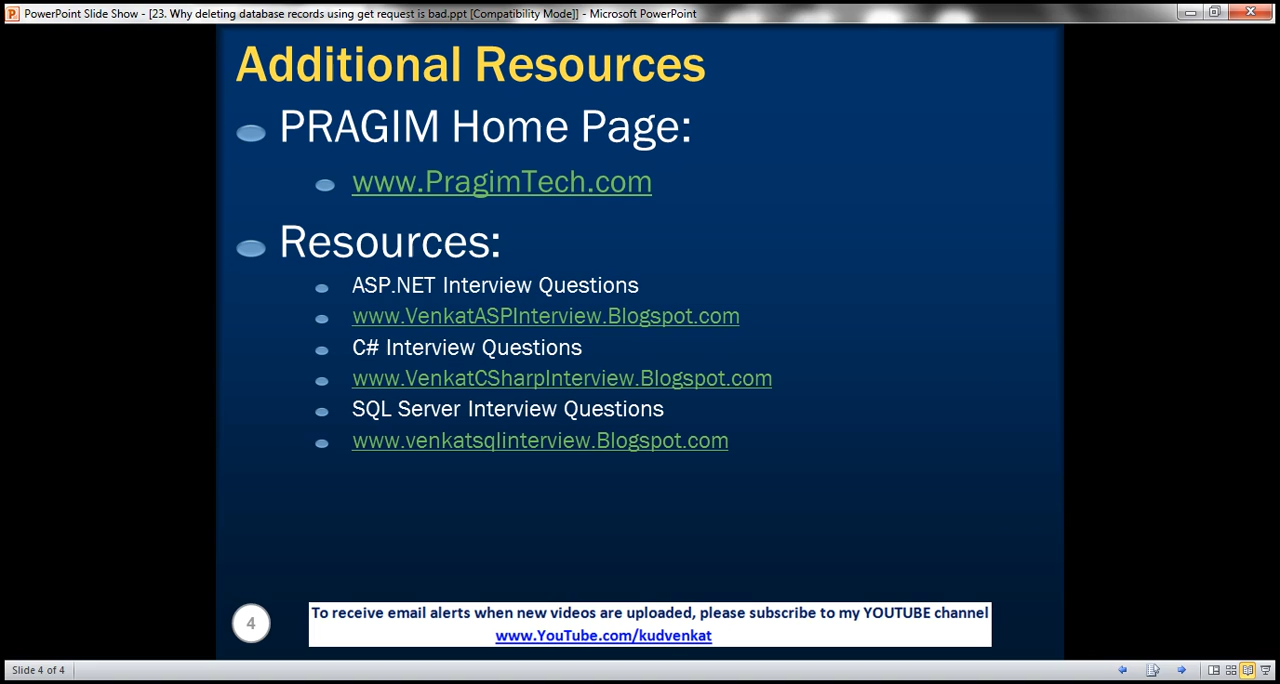 PowerPoint Slide Show - [23. Why deleting database records using get request is bad.ppt [Compatibility Mode]] - Microsoft PowerPoint
Additional Resources
PRAGIM Home Page:
www.PragimTech.com
Resources:
ASP.NET Interview Questions
www.VenkatASPInterview.Blogspot.com
C# Interview Questions
www.VenkatCSharpInterview.Blogspot.com
SQL Server Interview Questions
www.venkatsqlinterview.Blogspot.com
4
To receive email alerts when new videos are uploaded, please subscribe to my YOUTUBE channel
www.YouTube.com/kudvenkat
Slide 4 of 4